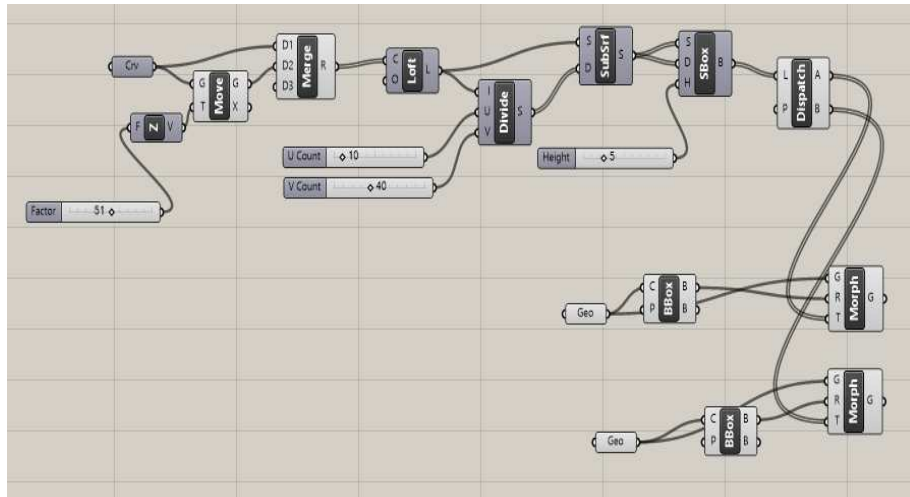 Crv
D1
D2
D3
Merge
R
G
T
Move
G
X
F
Z
V
Factor
51
C
O
Loft
L
I
U
V
Divide
S
U Count
10
V Count
40
S
D
SubSrf
S
S
D
H
SBox
B
Height
5
L
P
Dispatch
A
B
Geo
C
P
BBox
B
B
G
R
T
Morph
G
Geo
C
P
BBox
B
B
G
R
T
Morph
G